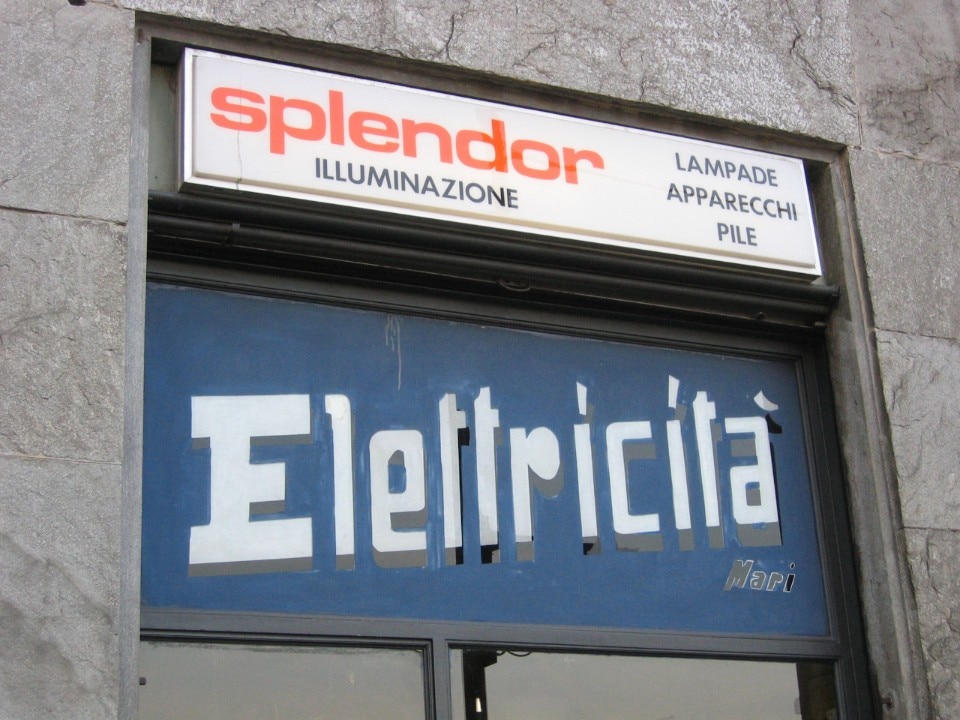 splendor
ILLUMINAZIONE
LAMPADE
APPARECCHI
PILE
Elettricità
Mari